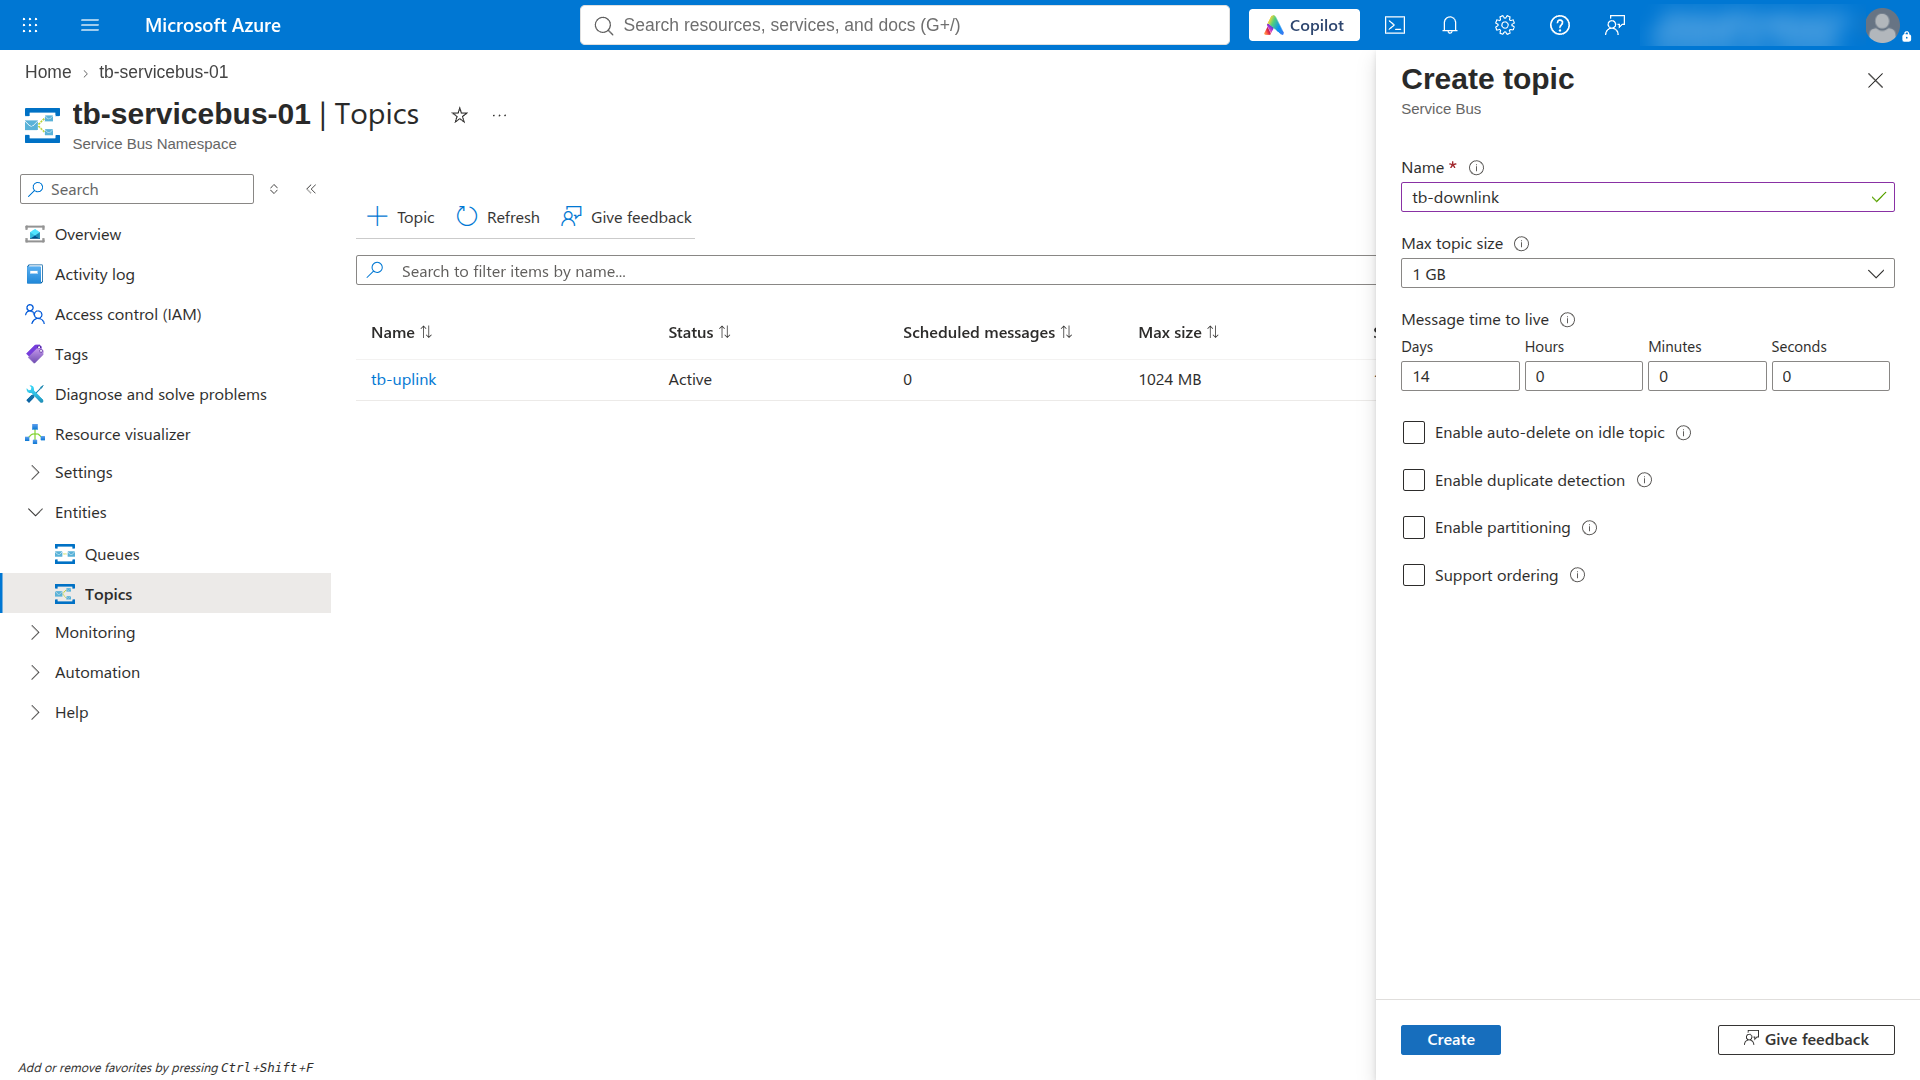 Microsoft Azure
Search resources, services, and docs (G+/)
Copilot
Home
tb-servicebus-01
tb-servicebus-01 | Topics
Service Bus Namespace
Search
Overview
Activity log
Access control (IAM)
Tags
Diagnose and solve problems
Resource visualizer
Settings
Entities
Queues
Topics
Monitoring
Automation
Help
Add or remove favorites by pressing Ctrl+Shift+F
Topic
Refresh
Give feedback
Search to filter items by name...
Name Status Scheduled messages Max size
tb-uplink Active 0 1024 MB
Create topic
Service Bus
Name *
tb-downlink
Max topic size
1 GB
Message time to live
Days Hours Minutes Seconds
14 0 0 0
Enable auto-delete on idle topic
Enable duplicate detection
Enable partitioning
Support ordering
Create
Give feedback